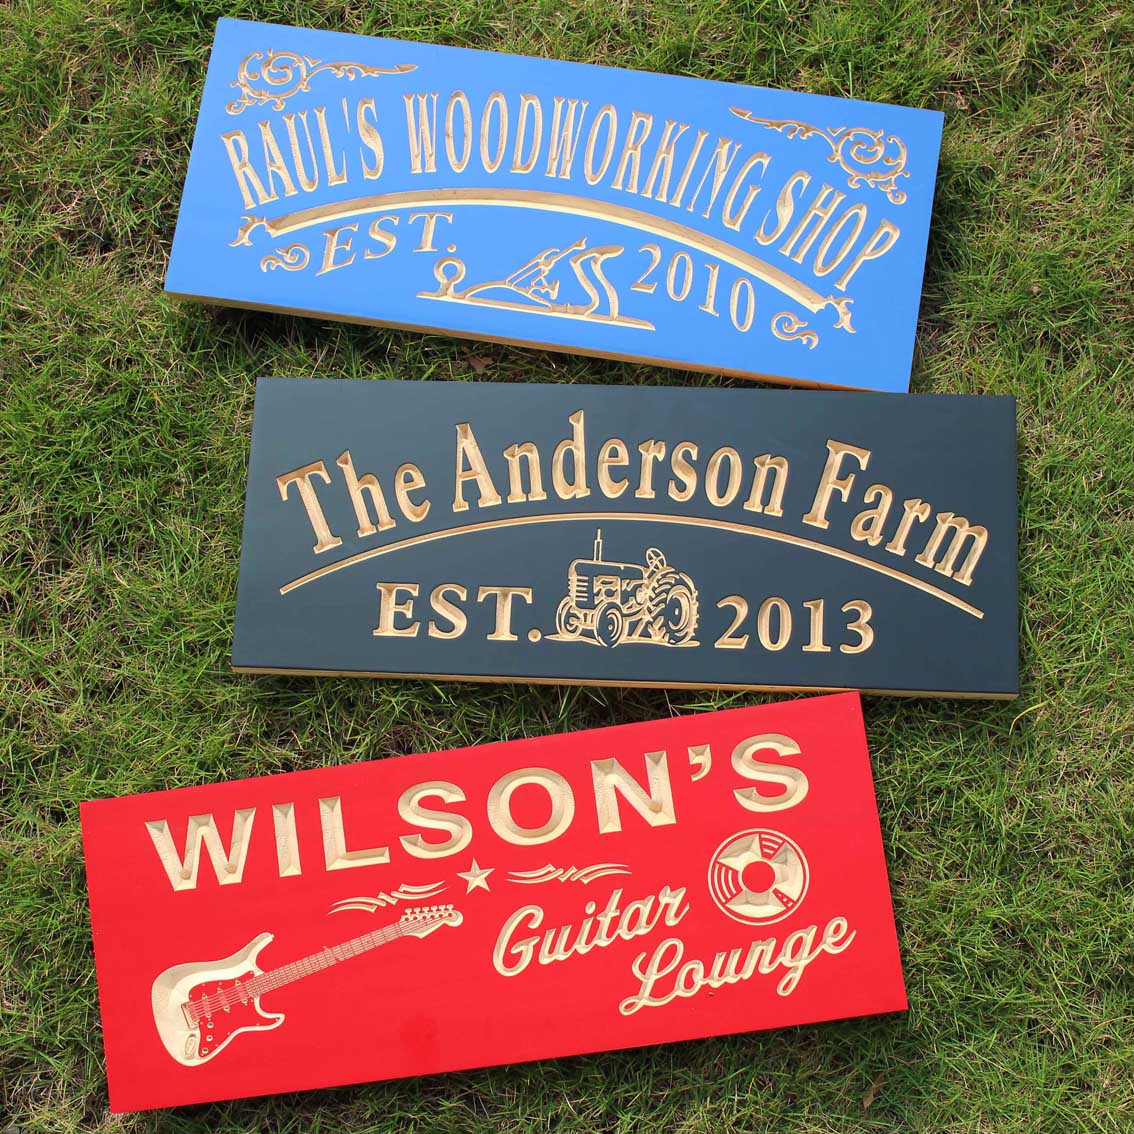 RAUL'S WOODWORKING SHOP
EST. 2010
The Anderson Farm
EST. 2013
WILSON'S
Guitar
Lounge